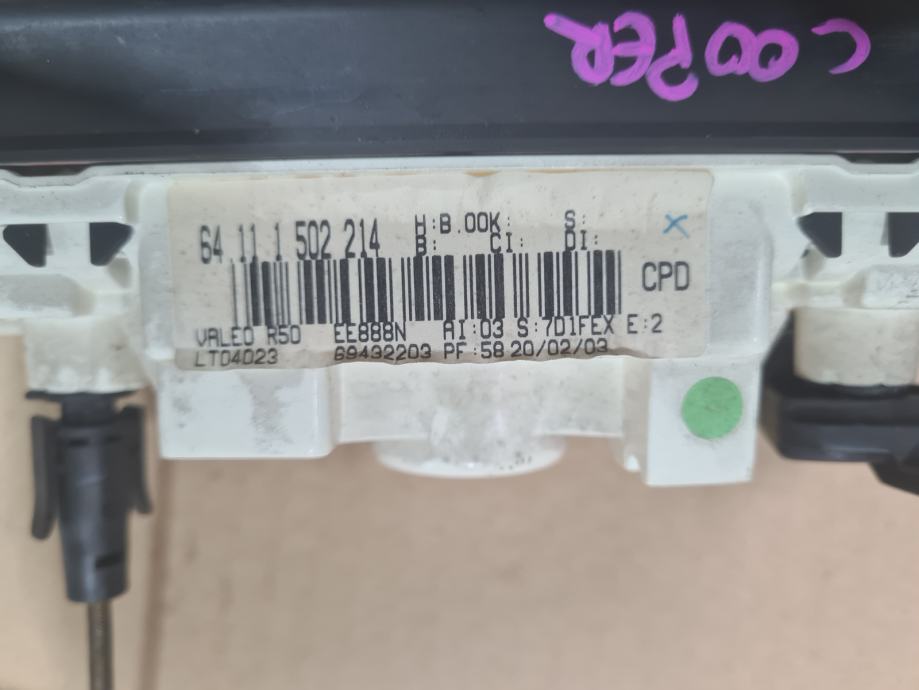 COOPER
64.11.1 502 214 H:B.00K: S:
B: CI: DI:
CPD
VALEO R50 EE888N AI:03 S:7D1FEX E:2
LT04023 69432203 PF:58 20/02/03